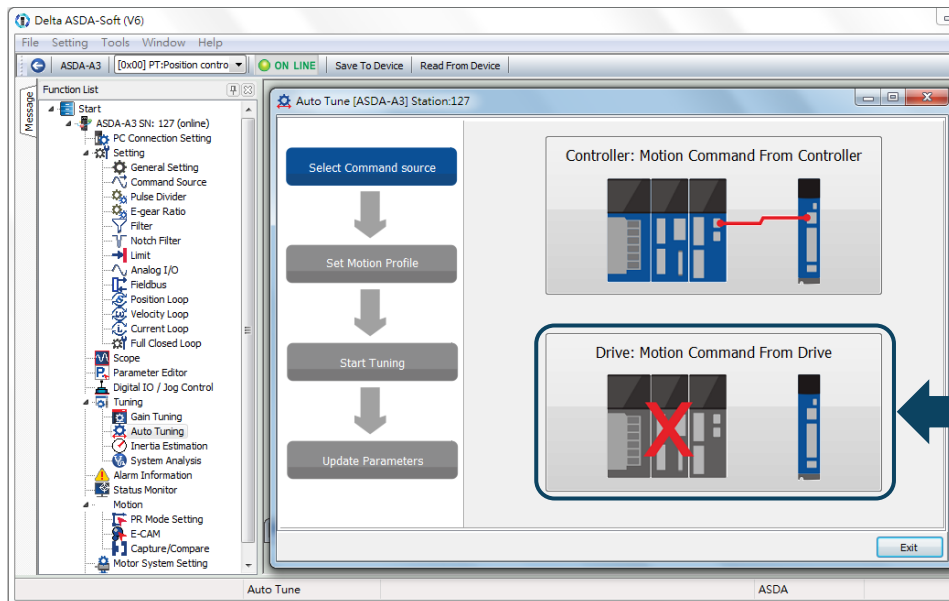 Delta ASDA-Soft (V6)
File Setting Tools Window Help
ASDA-A3 [0x00] PT:Position contro ON LINE Save To Device Read From Device
Message
Function List
Start
ASDA-A3 SN: 127 (online)
PC Connection Setting
Setting
General Setting
Command Source
Pulse Divider
E-gear Ratio
Filter
Notch Filter
Limit
Analog I/O
Fieldbus
Position Loop
Velocity Loop
Current Loop
Full Closed Loop
Scope
Parameter Editor
Digital IO / Jog Control
Tuning
Gain Tuning
Auto Tuning
Inertia Estimation
System Analysis
Alarm Information
Status Monitor
Motion
PR Mode Setting
E-CAM
Capture/Compare
Motor System Setting
Auto Tune [ASDA-A3] Station:127
Select Command source
Set Motion Profile
Start Tuning
Update Parameters
Controller: Motion Command From Controller
Drive: Motion Command From Drive
X
Exit
Auto Tune
ASDA